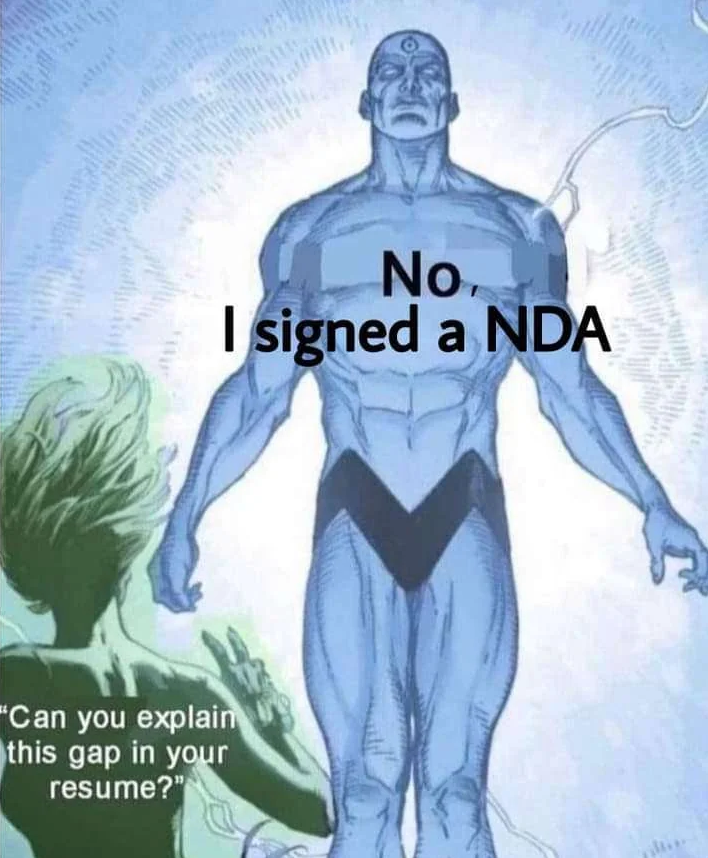 No,
I signed a NDA
“Can you explain
this gap in your
resume?”